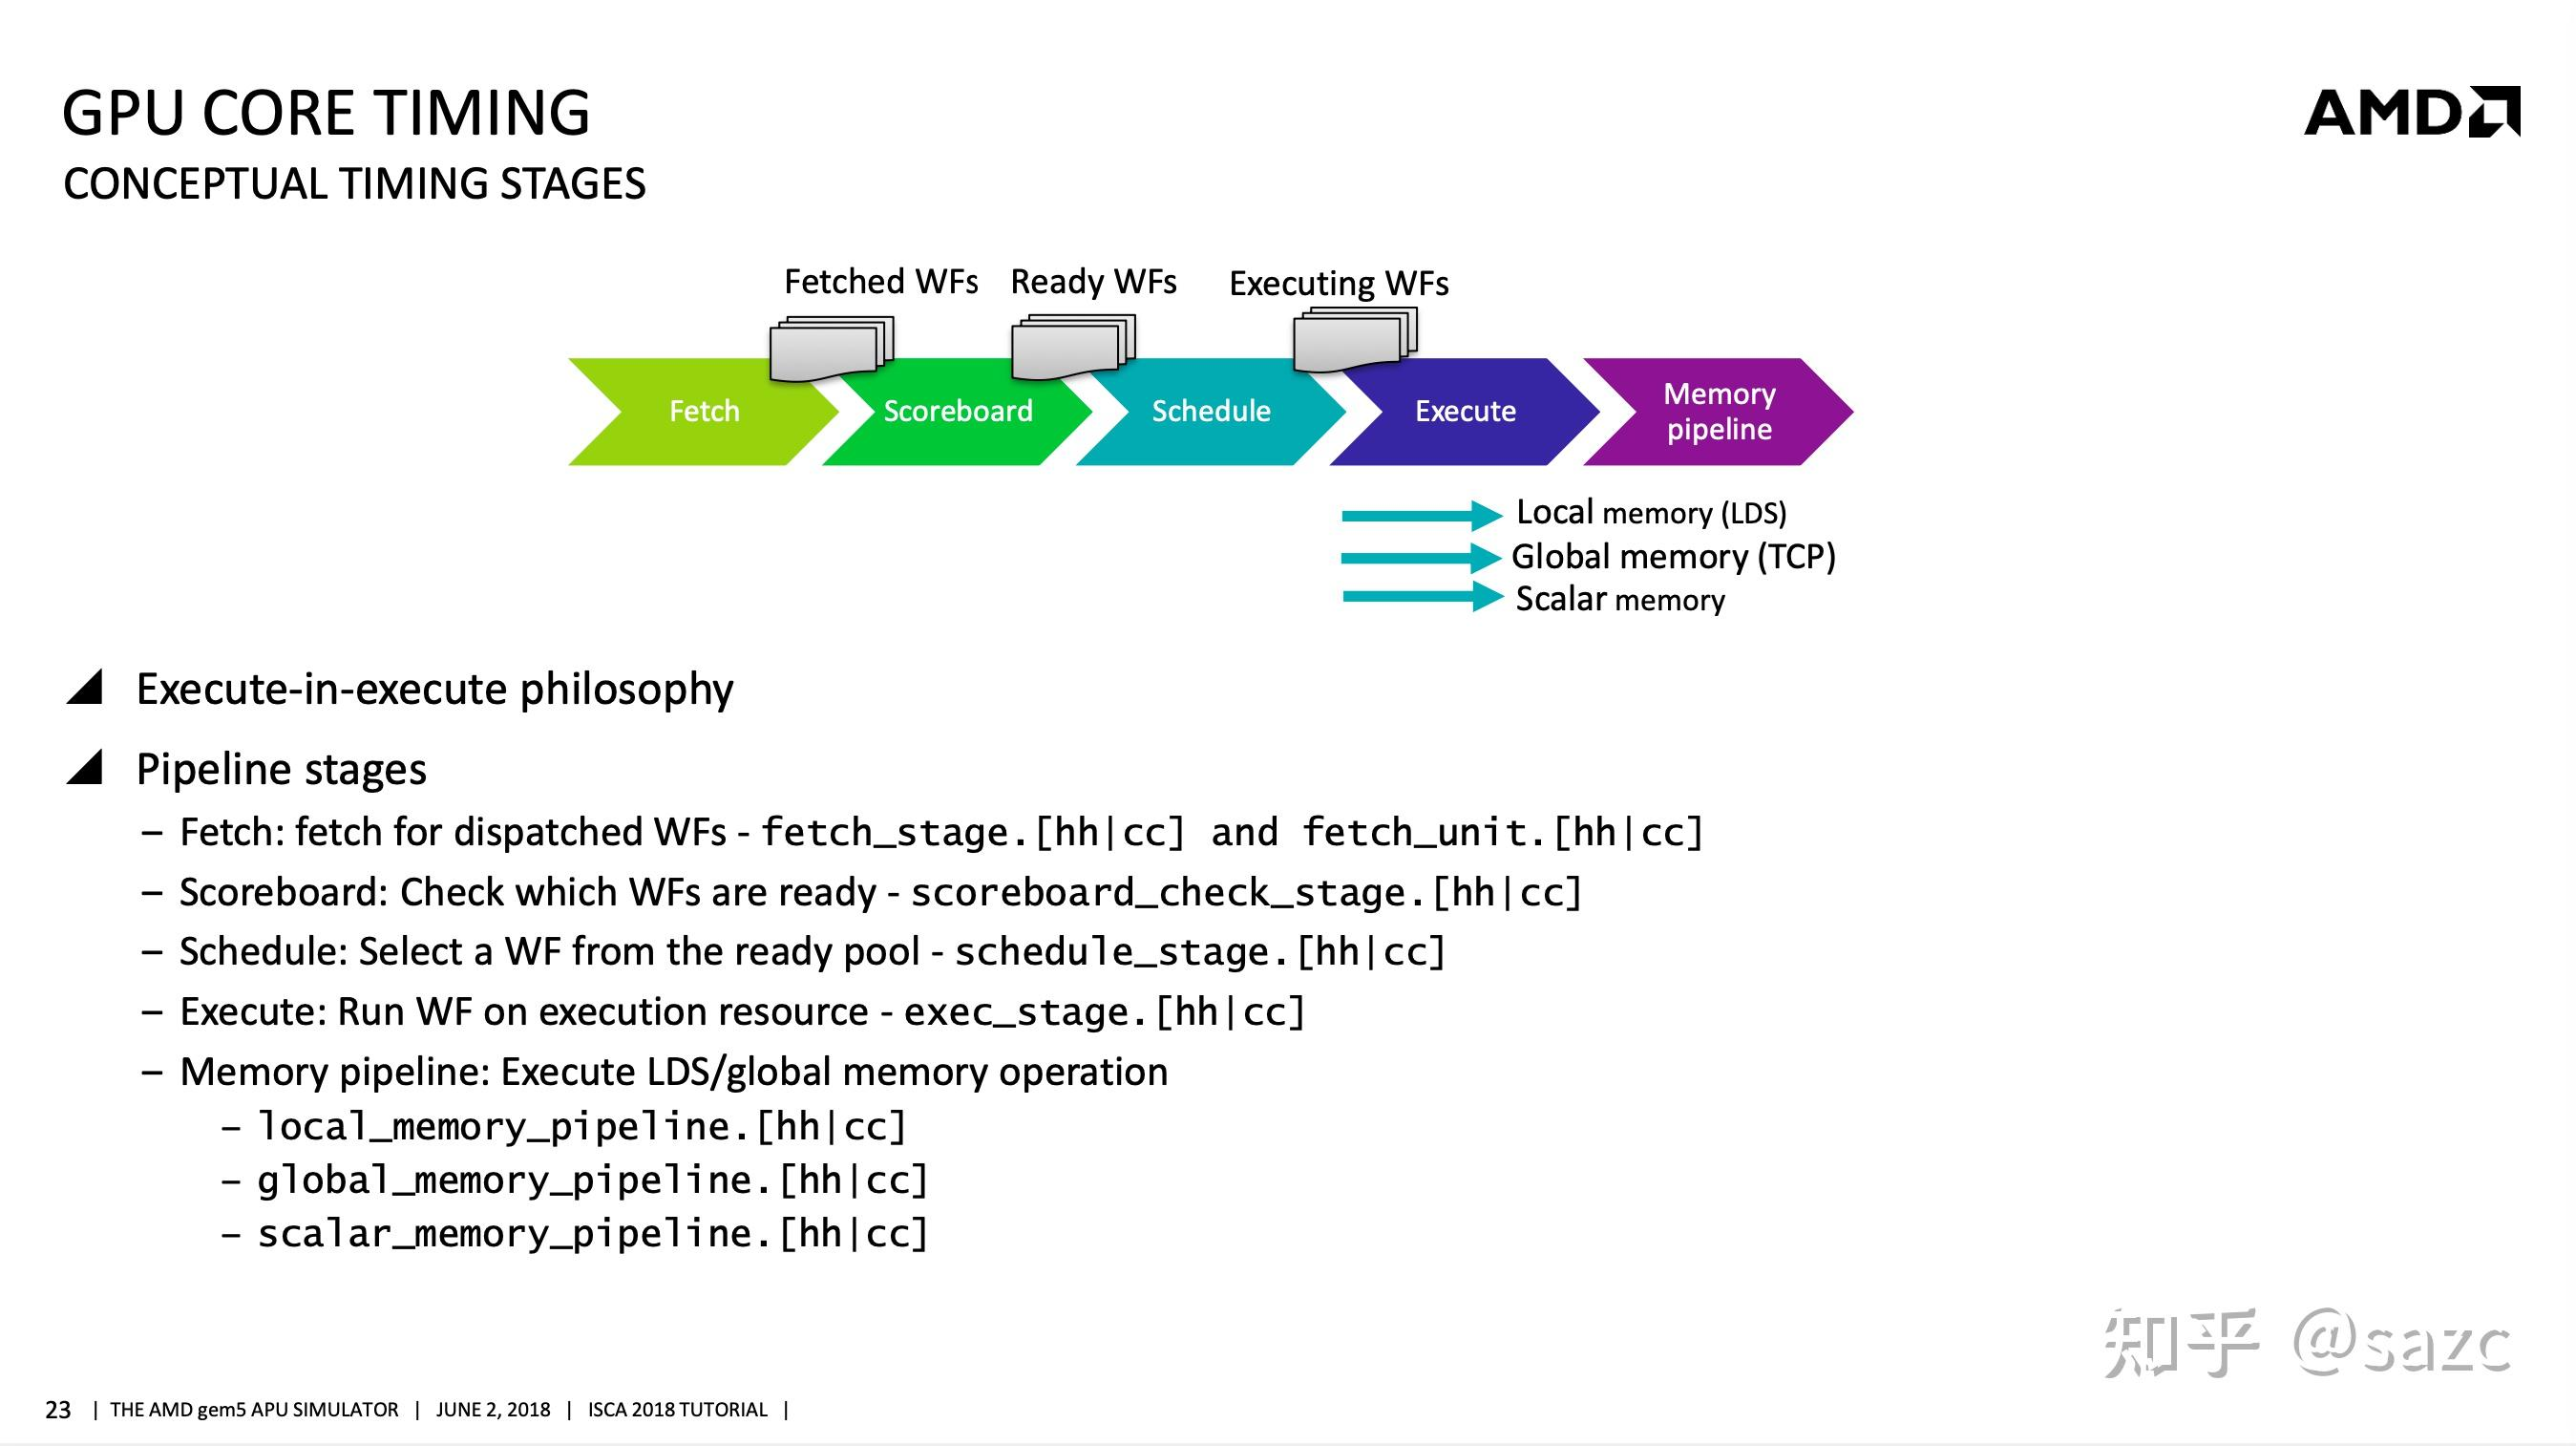 GPU CORE TIMING
AMD
CONCEPTUAL TIMING STAGES
Fetched WFs Ready WFs Executing WFs
Fetch Scoreboard Schedule Execute Memory pipeline
Local memory (LDS)
Global memory (TCP)
Scalar memory
Execute-in-execute philosophy
Pipeline stages
– Fetch: fetch for dispatched WFs - fetch_stage.[hh|cc] and fetch_unit.[hh|cc]
– Scoreboard: Check which WFs are ready - scoreboard_check_stage.[hh|cc]
– Schedule: Select a WF from the ready pool - schedule_stage.[hh|cc]
– Execute: Run WF on execution resource - exec_stage.[hh|cc]
– Memory pipeline: Execute LDS/global memory operation
– local_memory_pipeline.[hh|cc]
– global_memory_pipeline.[hh|cc]
– scalar_memory_pipeline.[hh|cc]
知乎 @sazc
23 | THE AMD gem5 APU SIMULATOR | JUNE 2, 2018 | ISCA 2018 TUTORIAL |